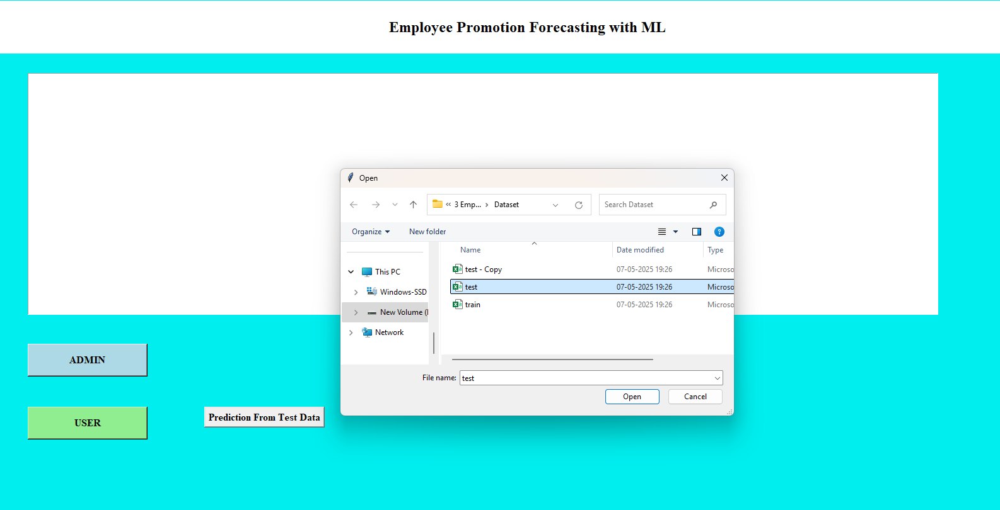 Employee Promotion Forecasting with ML
Open
3 Emp... > Dataset
Search Dataset
Organize
New folder
Name Date modified Type
This PC
Windows-SSD
New Volume (
Network
test - Copy 07-05-2025 19:26 Microso
test 07-05-2025 19:26 Microso
train 07-05-2025 19:26 Microso
File name: test
Open Cancel
ADMIN
USER
Prediction From Test Data